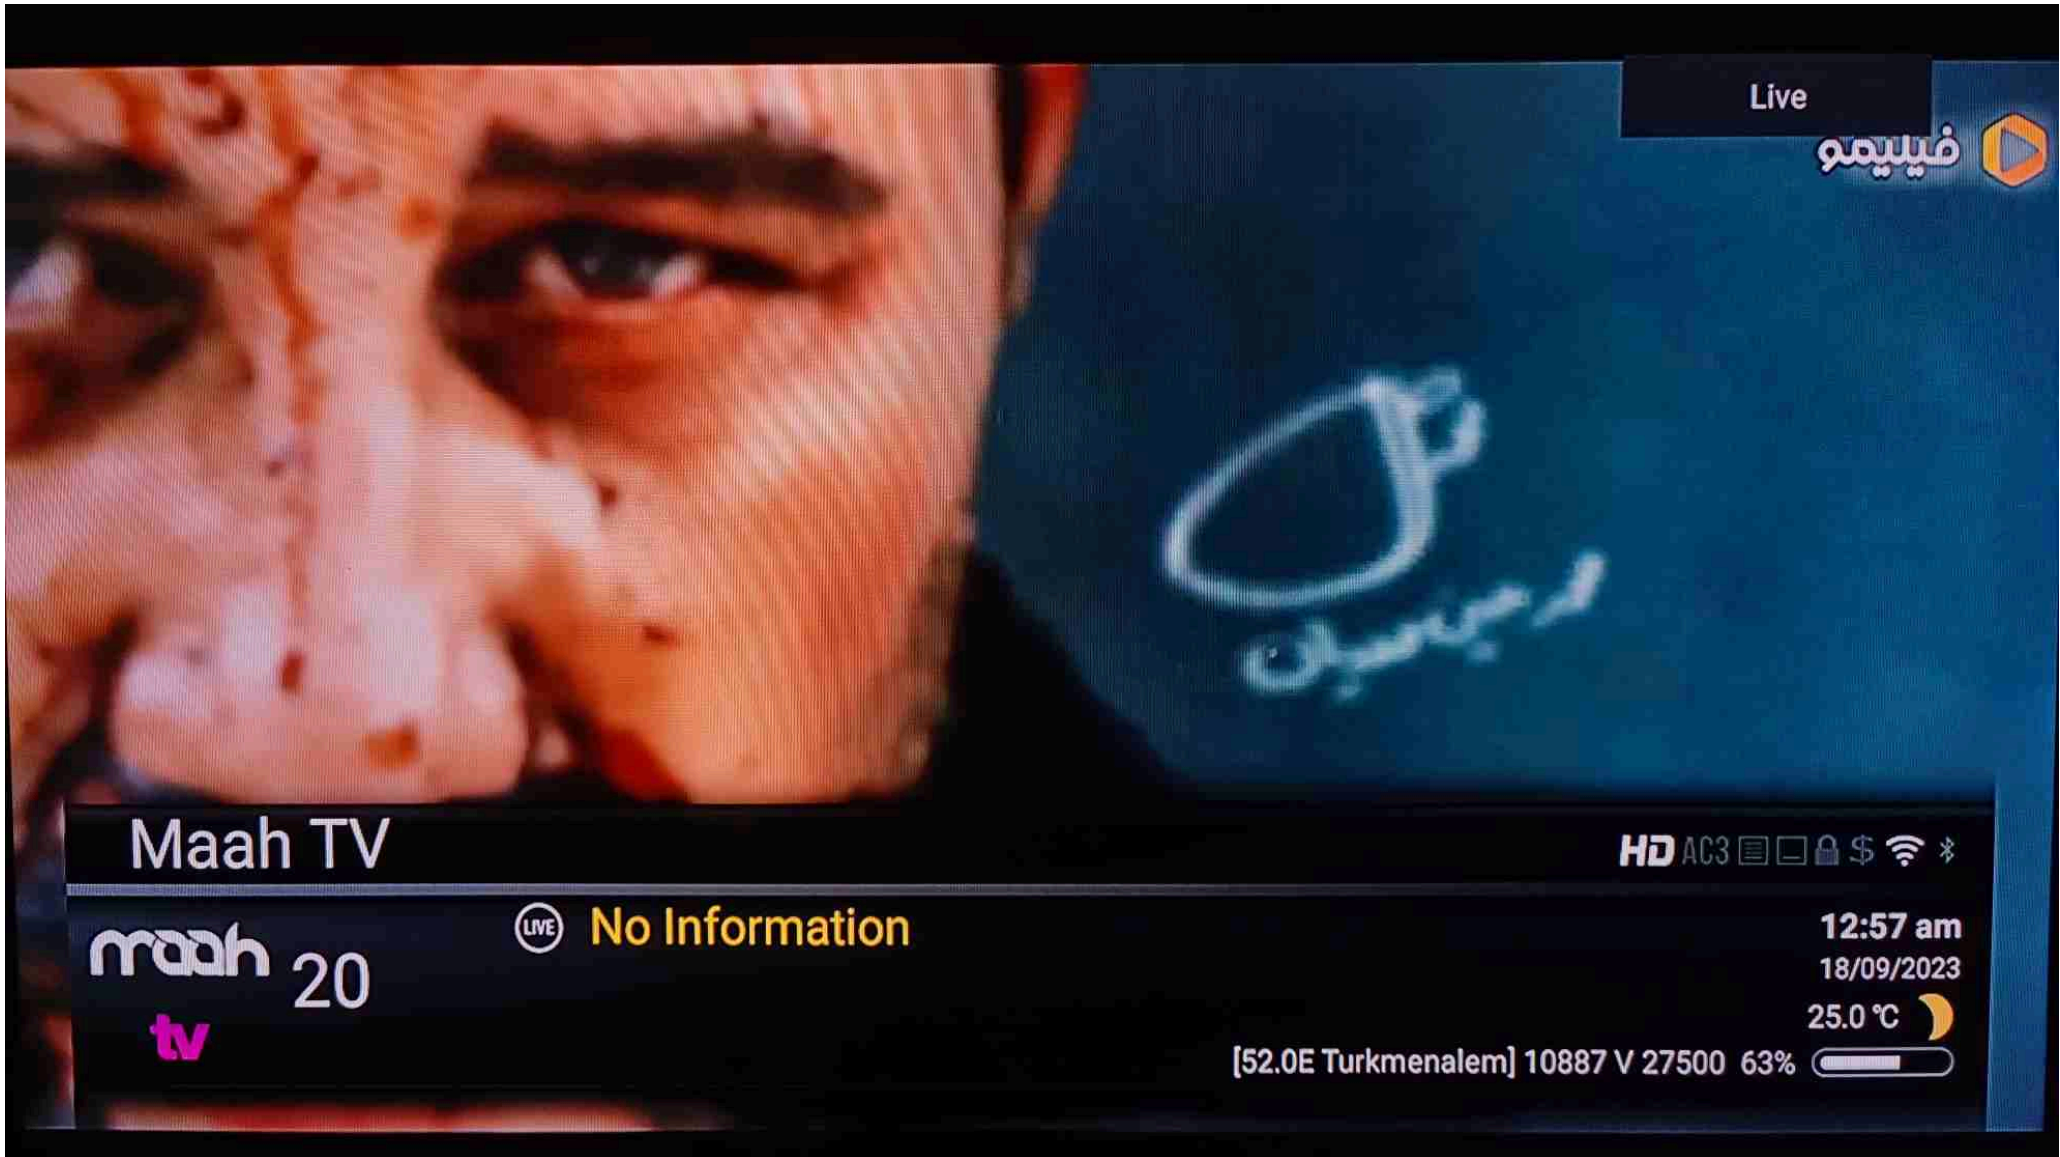 Live
فیلیمو
Maah TV
HD AC3 $
maah tv
20
LIVE No Information
12:57 am
18/09/2023
25.0 °C
[52.0E Turkmenalem] 10887 V 27500 63%